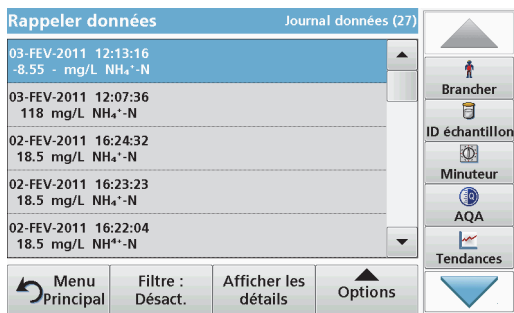 Rappeler données
Journal données (27)
03-FEV-2011 12:13:16
-8.55 - mg/L NH₄⁺-N
03-FEV-2011 12:07:36
118 mg/L NH₄⁺-N
02-FEV-2011 16:24:32
18.5 mg/L NH₄⁺-N
02-FEV-2011 16:23:23
18.5 mg/L NH₄⁺-N
02-FEV-2011 16:22:04
18.5 mg/L NH⁴⁺-N
Brancher
ID échantillon
Minuteur
AQA
Tendances
Menu
Principal
Filtre :
Désact.
Afficher les
détails
Options